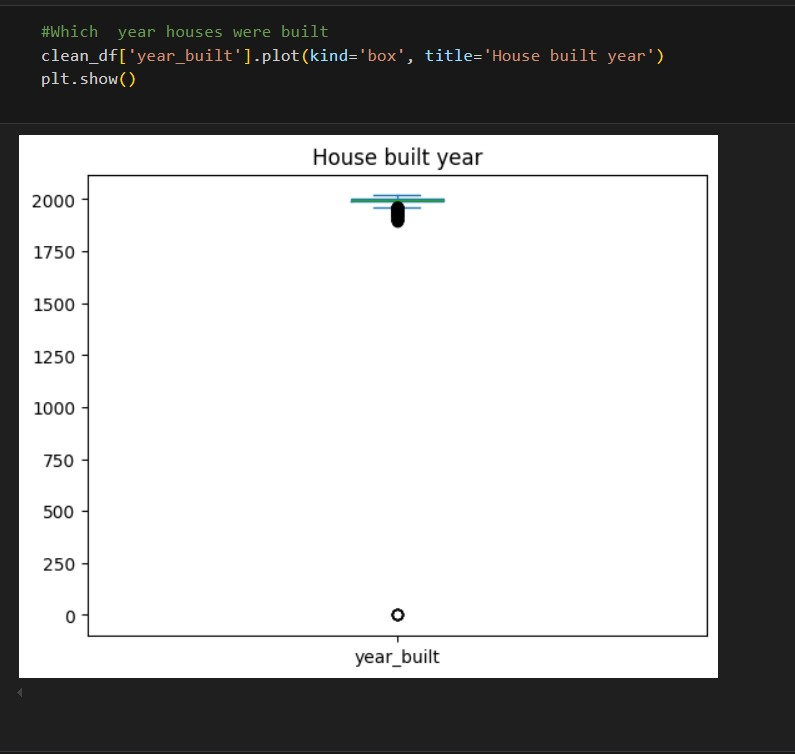 #Which  year houses were built
clean_df['year_built'].plot(kind='box', title='House built year')
plt.show()
House built year
2000
1750
1500
1250
1000
750
500
250
0
year_built